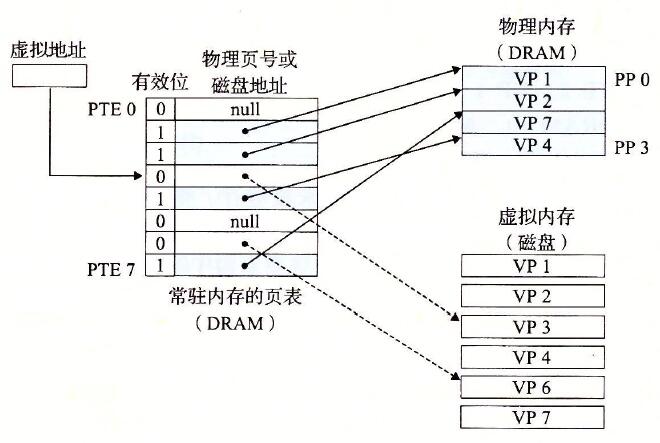 虚拟地址
有效位
物理页号或
磁盘地址
PTE 0
0
null
1
1
0
1
0
null
0
PTE 7
1
常驻内存的页表
（DRAM）
物理内存
（DRAM）
VP 1
PP 0
VP 2
VP 7
VP 4
PP 3
虚拟内存
（磁盘）
VP 1
VP 2
VP 3
VP 4
VP 6
VP 7